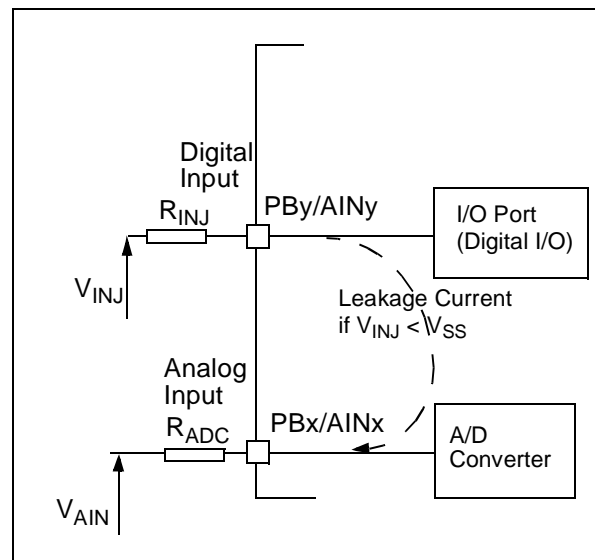 Digital
Input
R_INJ
PBy/AINy
I/O Port
(Digital I/O)
V_INJ
Leakage Current
if V_INJ < V_SS
Analog
Input
R_ADC
PBx/AINx
A/D
Converter
V_AIN